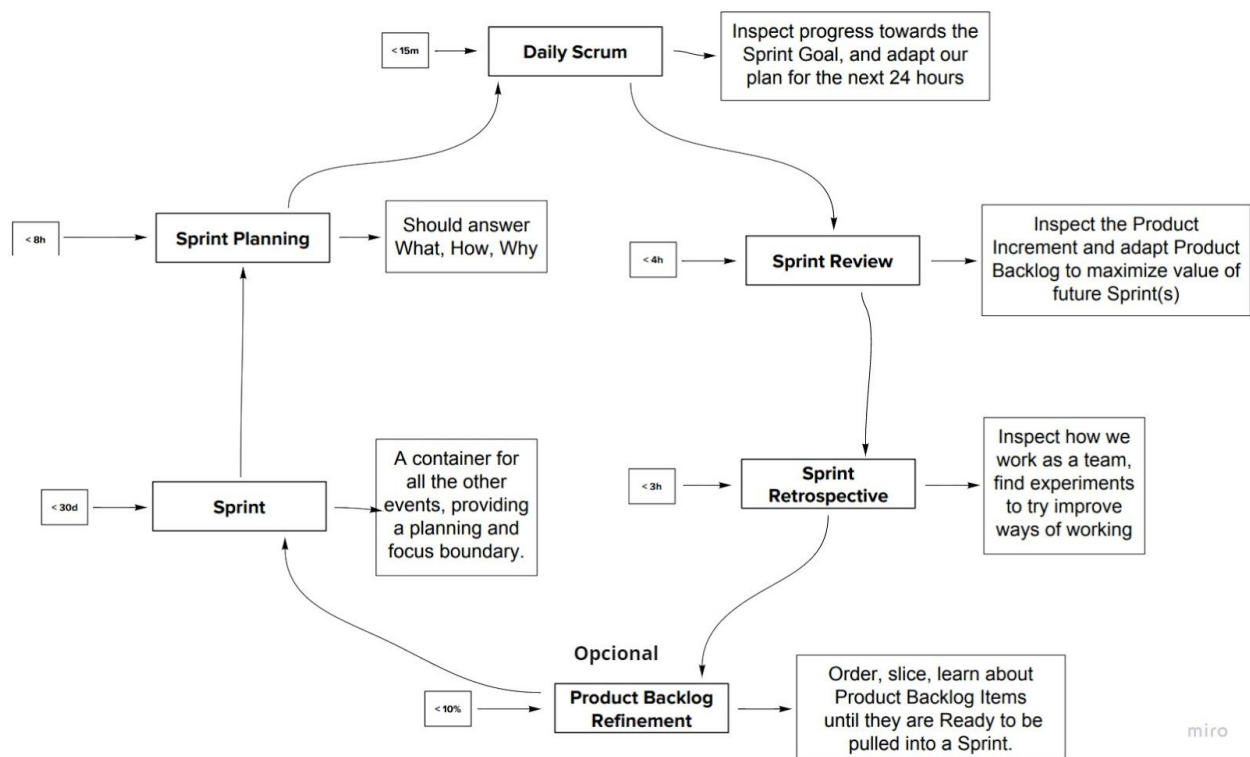 < 15m
Daily Scrum
Inspect progress towards the
Sprint Goal, and adapt our
plan for the next 24 hours
< 8h
Sprint Planning
Should answer
What, How, Why
< 4h
Sprint Review
Inspect the Product
Increment and adapt Product
Backlog to maximize value of
future Sprint(s)
< 30d
Sprint
A container for
all the other
events, providing
a planning and
focus boundary.
< 3h
Sprint
Retrospective
Inspect how we
work as a team,
find experiments
to try improve
ways of working
Opcional
< 10%
Product Backlog
Refinement
Order, slice, learn about
Product Backlog Items
until they are Ready to be
pulled into a Sprint.
miro